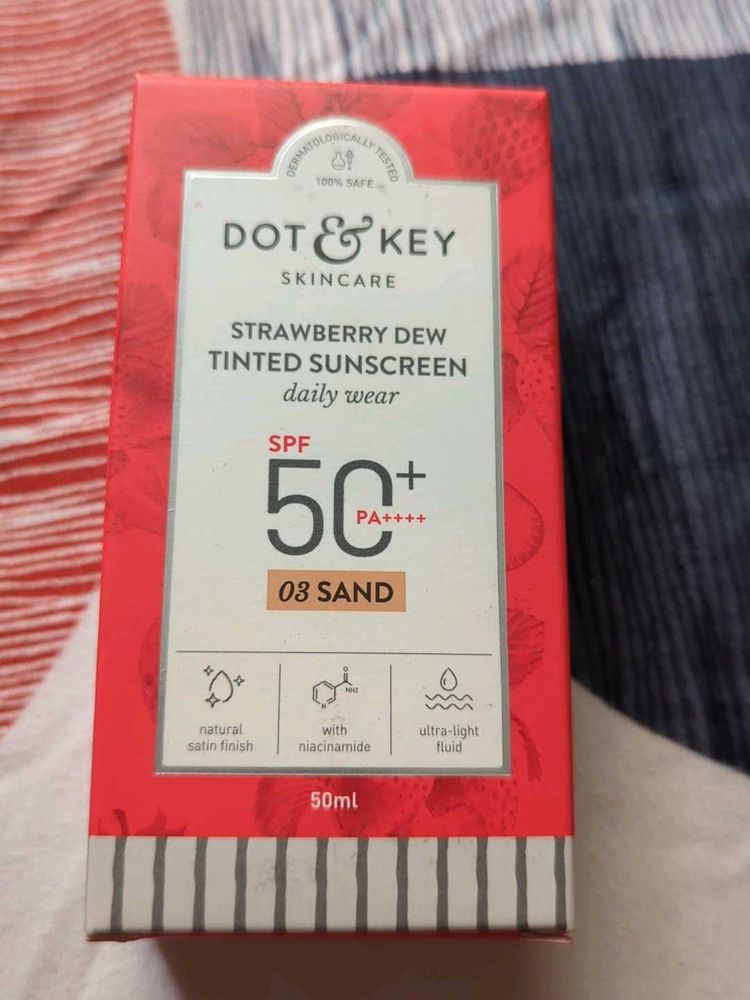 DERMATOLOGICALLY TESTED
100% SAFE
DOT & KEY
SKINCARE
STRAWBERRY DEW
TINTED SUNSCREEN
daily wear
SPF
50+
PA++++
03 SAND
N
O
NH2
natural
satin finish
with
niacinamide
ultra-light
fluid
50ml